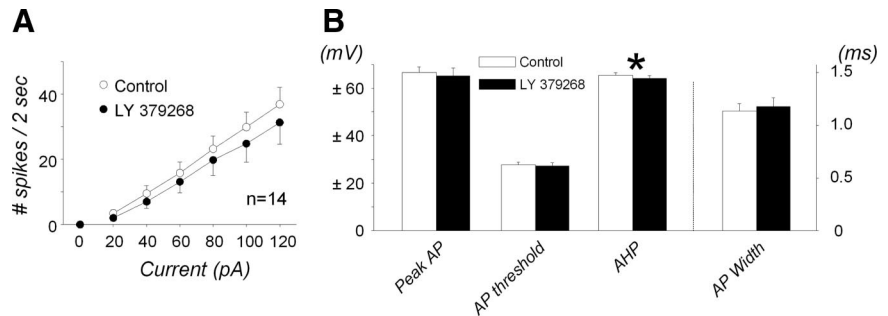 A
# spikes / 2 sec
40
20
0
Control
LY 379268
n=14
0 20 40 60 80 100 120
Current (pA)
B
(mV)
± 60
± 40
± 20
0
Control
LY 379268
*
(ms)
1.5
1.0
0.5
0
Peak AP
AP threshold
AHP
AP Width